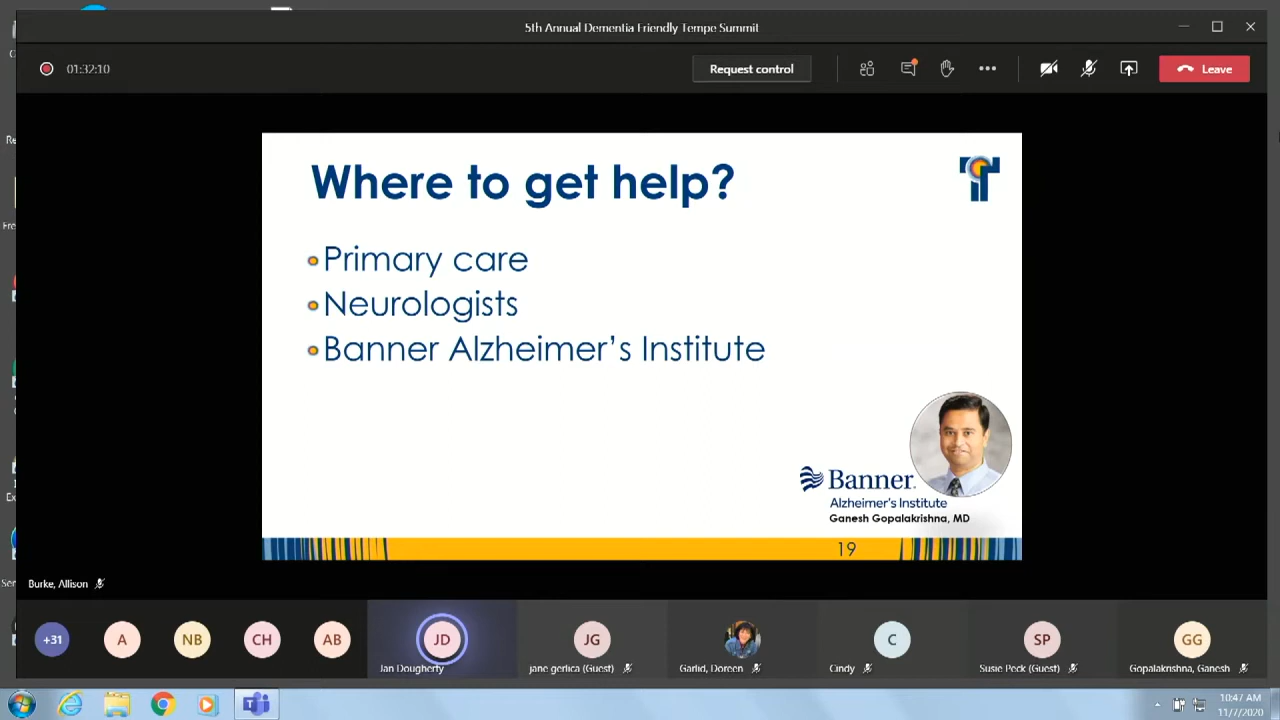 5th Annual Dementia Friendly Tempe Summit
01:32:10
Request control
Leave
Where to get help?
Primary care
Neurologists
Banner Alzheimer's Institute
Banner
Alzheimer's Institute
Ganesh Gopalakrishna, MD
19
Burke, Allison
+31
A
NB
CH
AB
JD
JG
C
SP
GG
Jan Dougherty
jane gerlica (Guest)
Garlid, Doreen
Cindy
Susie Peck (Guest)
Gopalakrishna, Ganesh
10:47 AM
11/7/2020